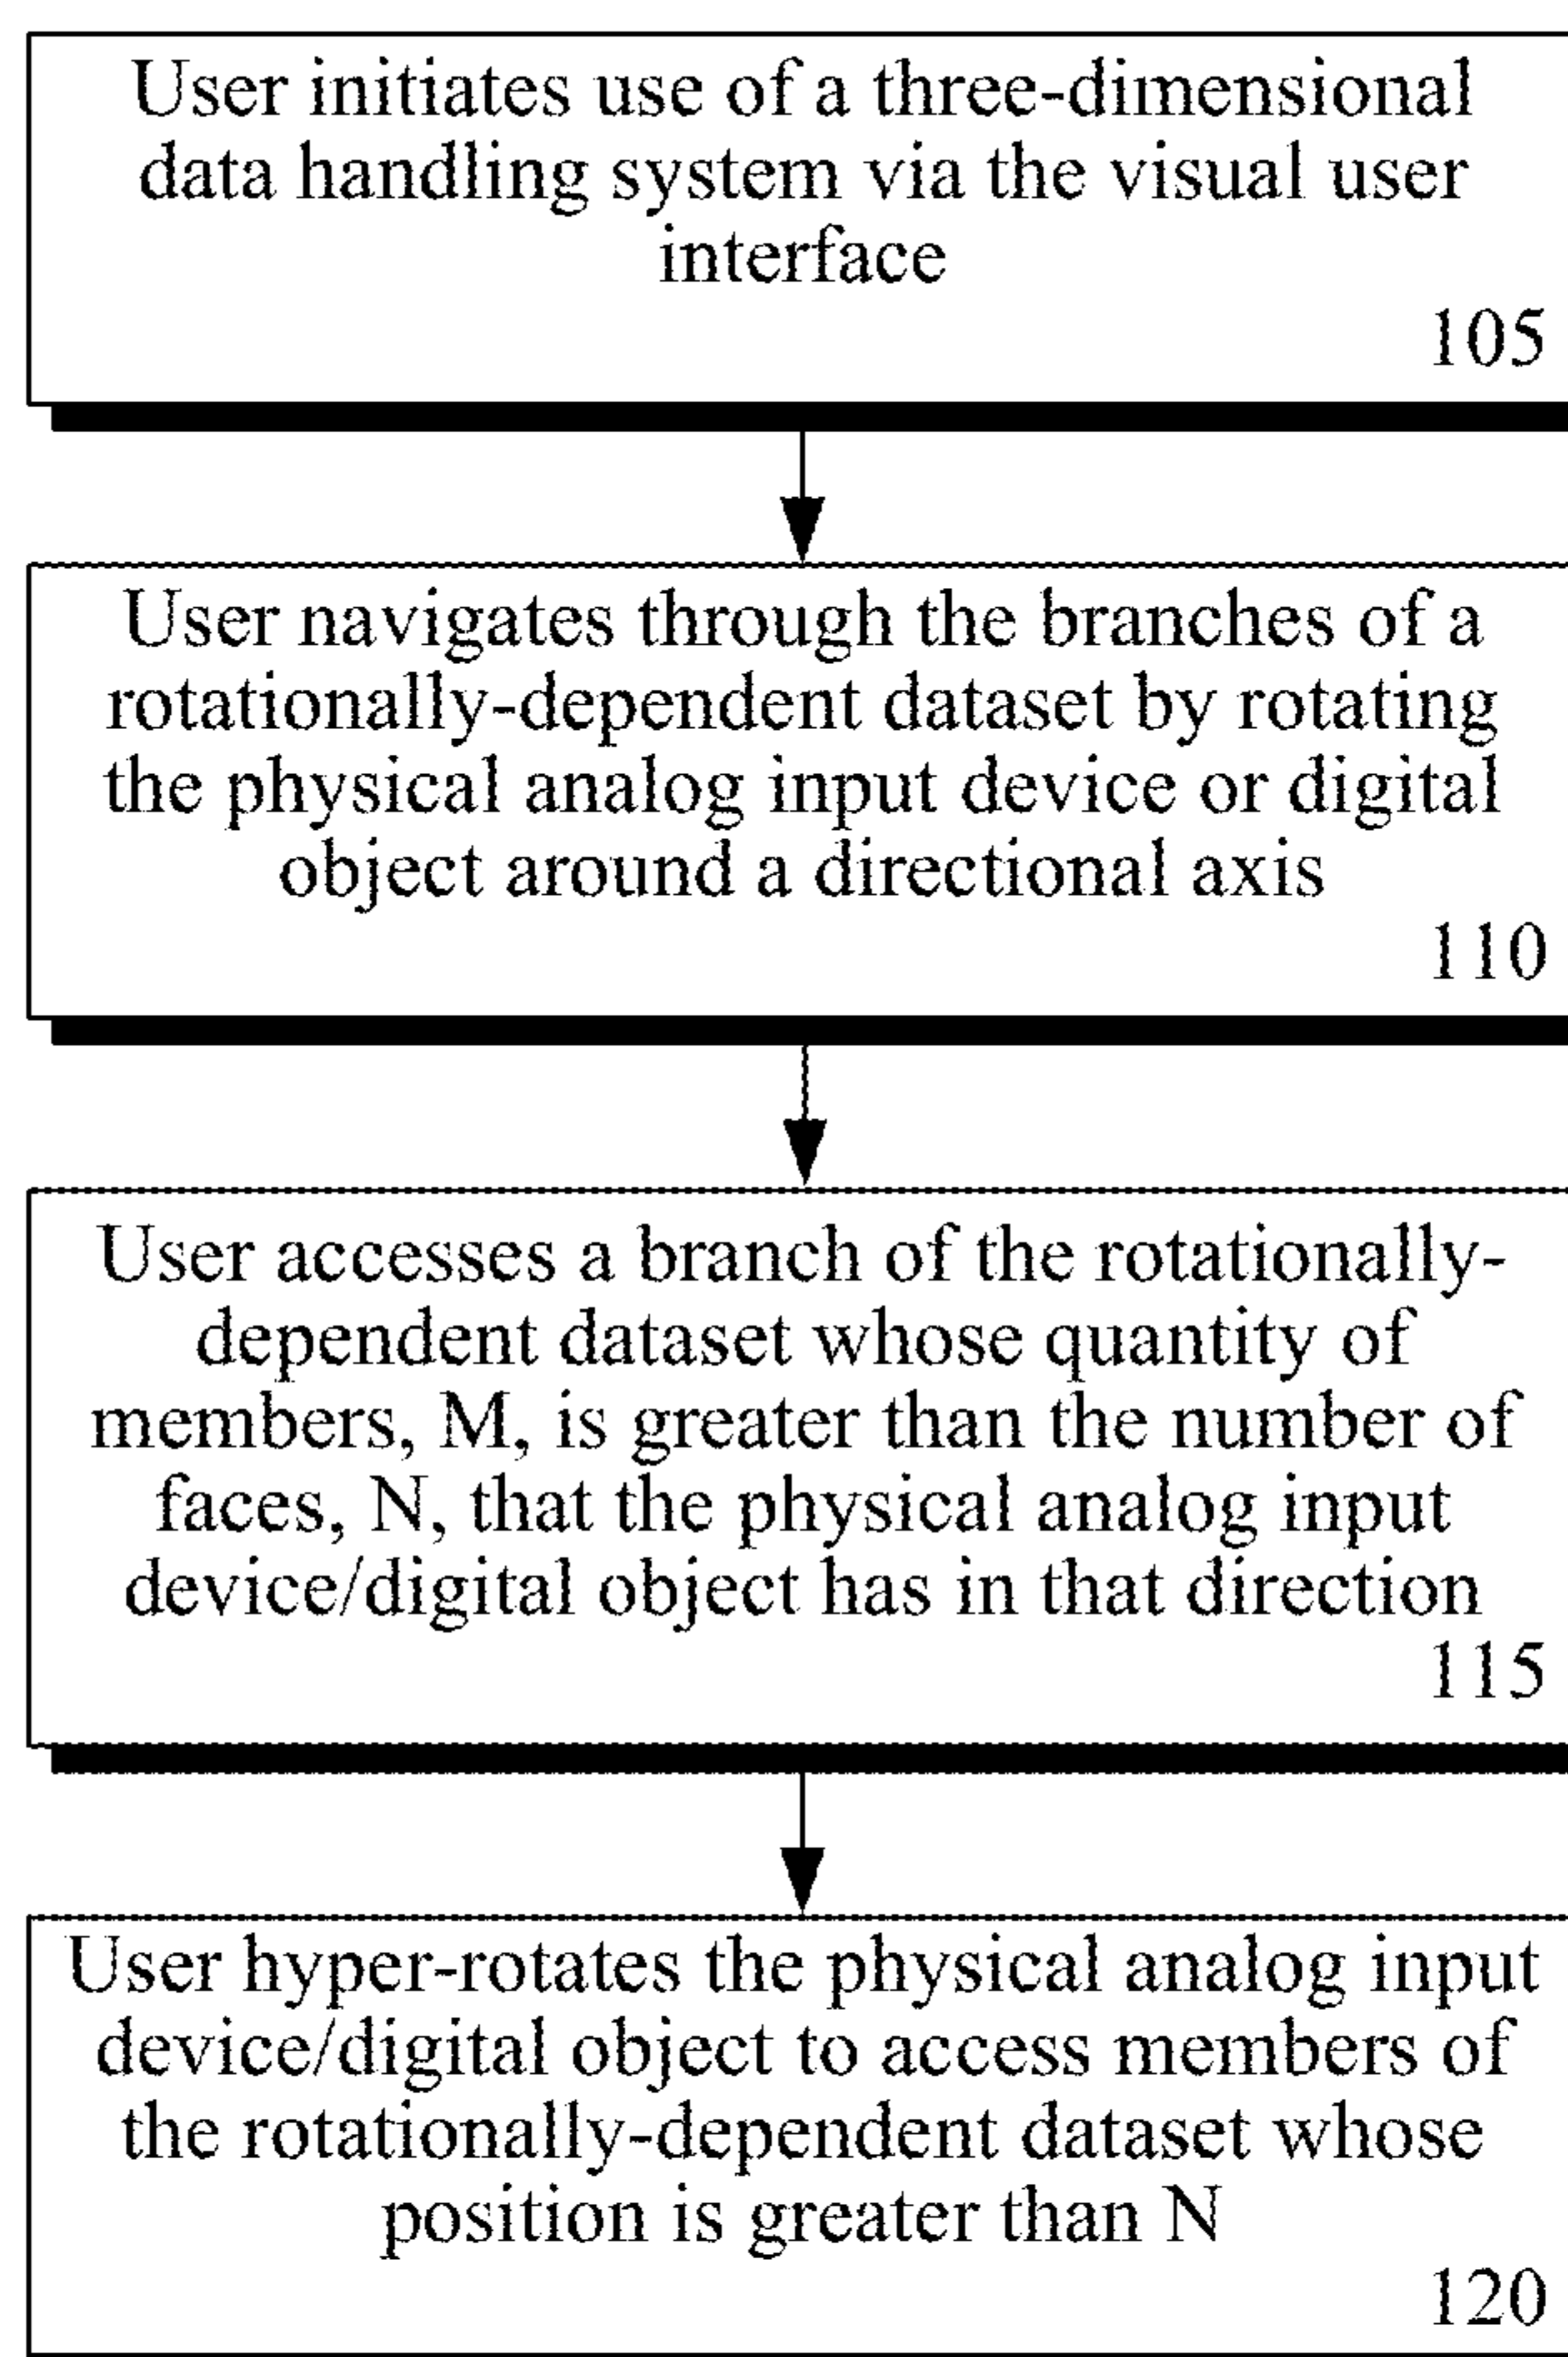 User initiates use of a three-dimensional
data handling system via the visual user
interface
105
User navigates through the branches of a
rotationally-dependent dataset by rotating
the physical analog input device or digital
object around a directional axis
110
User accesses a branch of the rotationally-
dependent dataset whose quantity of
members, M, is greater than the number of
faces, N, that the physical analog input
device/digital object has in that direction
115
User hyper-rotates the physical analog input
device/digital object to access members of
the rotationally-dependent dataset whose
position is greater than N
120